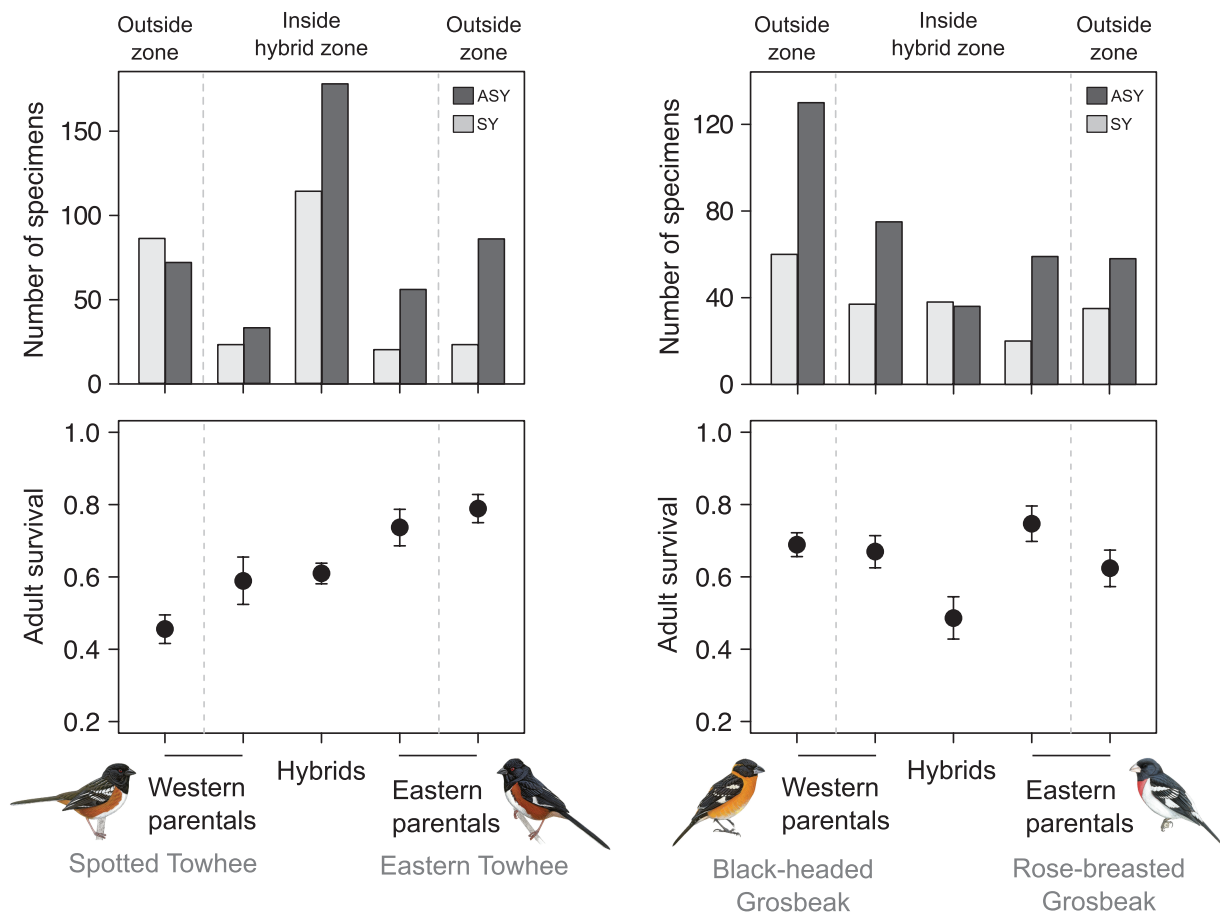 Outside
zone
Inside
hybrid zone
Outside
zone
Number of specimens
150
100
50
0
ASY
SY
Adult survival
1.0
0.8
0.6
0.4
0.2
Western
parentals
Hybrids
Eastern
parentals
Spotted Towhee
Eastern Towhee
Outside
zone
Inside
hybrid zone
Outside
zone
Number of specimens
120
80
40
0
ASY
SY
Adult survival
1.0
0.8
0.6
0.4
0.2
Western
parentals
Hybrids
Eastern
parentals
Black-headed
Grosbeak
Rose-breasted
Grosbeak